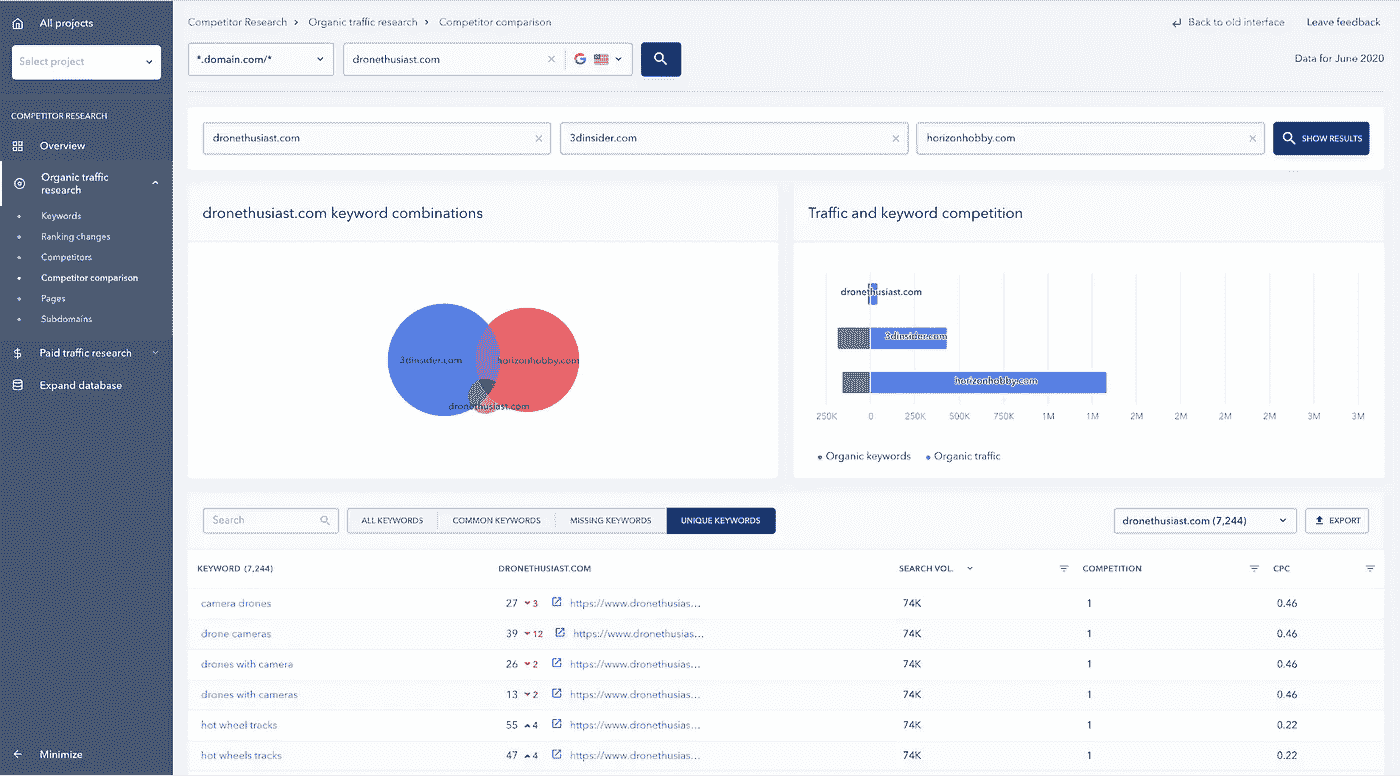 All projects
Select project
COMPETITOR RESEARCH
Overview
Organic traffic
research
Keywords
Ranking changes
Competitors
Competitor comparison
Pages
Subdomains
Paid traffic research
Expand database
Minimize
Competitor Research > Organic traffic research > Competitor comparison
Back to old interface Leave feedback
*.domain.com/* dronethusiast.com
Data for June 2020
dronethusiast.com 3dinsider.com horizonhobby.com SHOW RESULTS
dronethusiast.com keyword combinations
3dinsider.com horizonhobby.com
dronethusiast.com
Traffic and keyword competition
dronethusiast.com
3dinsider.com
horizonhobby.com
250K 0 250K 500K 750K 1M 1M 2M 2M 2M 2M 3M 3M
Organic keywords Organic traffic
Search ALL KEYWORDS COMMON KEYWORDS MISSING KEYWORDS UNIQUE KEYWORDS dronethusiast.com (7,244) EXPORT
KEYWORD (7,244) DRONETHUSIAST.COM SEARCH VOL. COMPETITION CPC
camera drones 27 3 https://www.dronethusias... 74K 1 0.46
drone cameras 39 12 https://www.dronethusias... 74K 1 0.46
drones with camera 26 2 https://www.dronethusias... 74K 1 0.46
drones with cameras 13 2 https://www.dronethusias... 74K 1 0.46
hot wheel tracks 55 4 https://www.dronethusias... 74K 1 0.22
hot wheels tracks 47 4 https://www.dronethusias... 74K 1 0.22